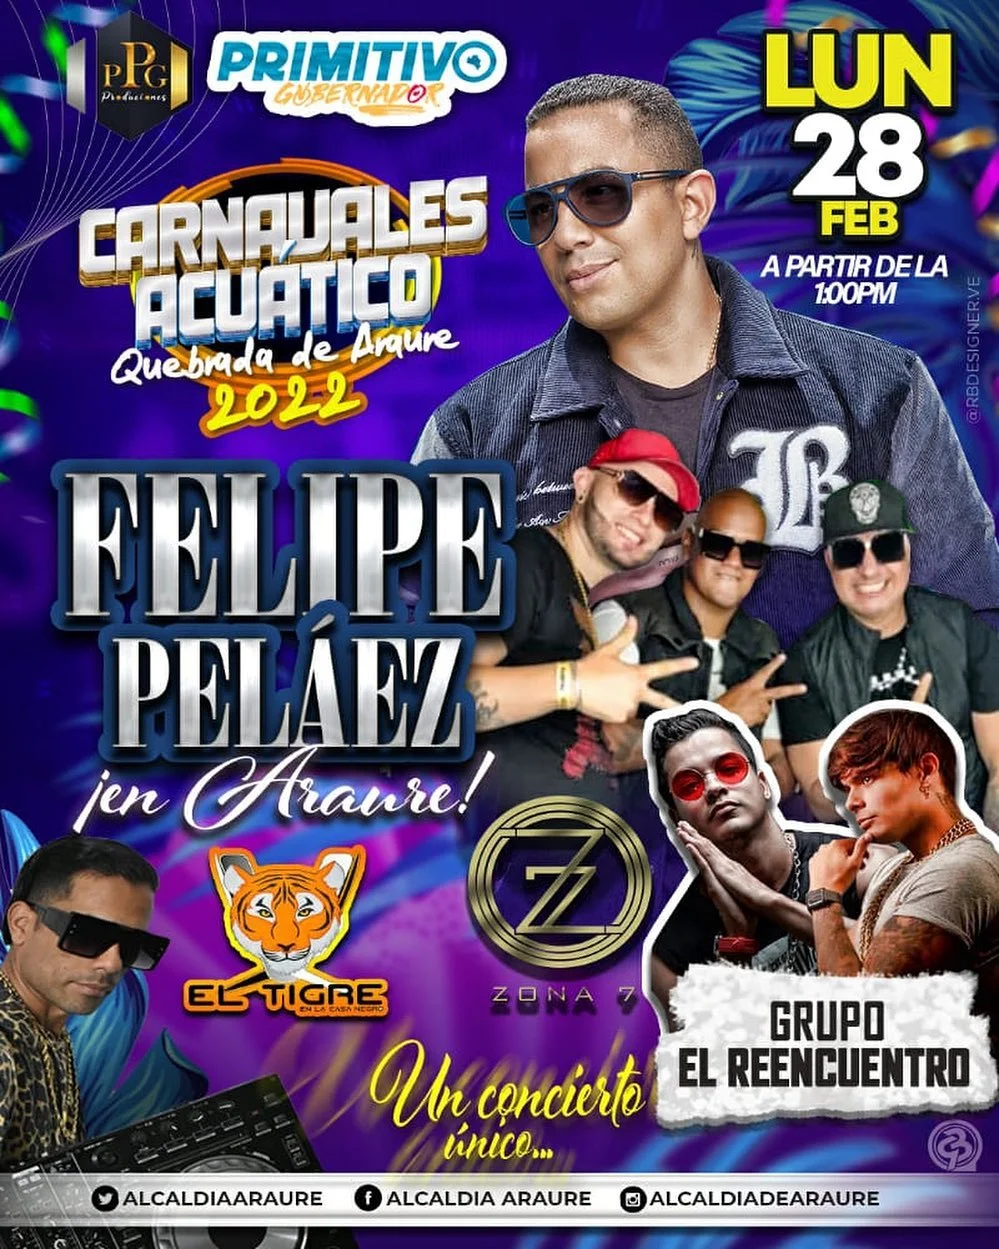 PPG
Producciones
PRIMITIVO
GOBERNADOR
LUN
28
FEB
A PARTIR DE LA
1:00PM
@RBDESIGNERVE
CARNAVALES
ACUÁTICO
Quebrada de Araure
2022
FELIPE
PELÁEZ
¡en Araure!
EL TIGRE
EN LA CASA NEGRO
Z7
ZONA 7
GRUPO
EL REENCUENTRO
Un concierto
único...
ALCALDIAARAURE
ALCALDIA ARAURE
ALCALDIADEARAURE